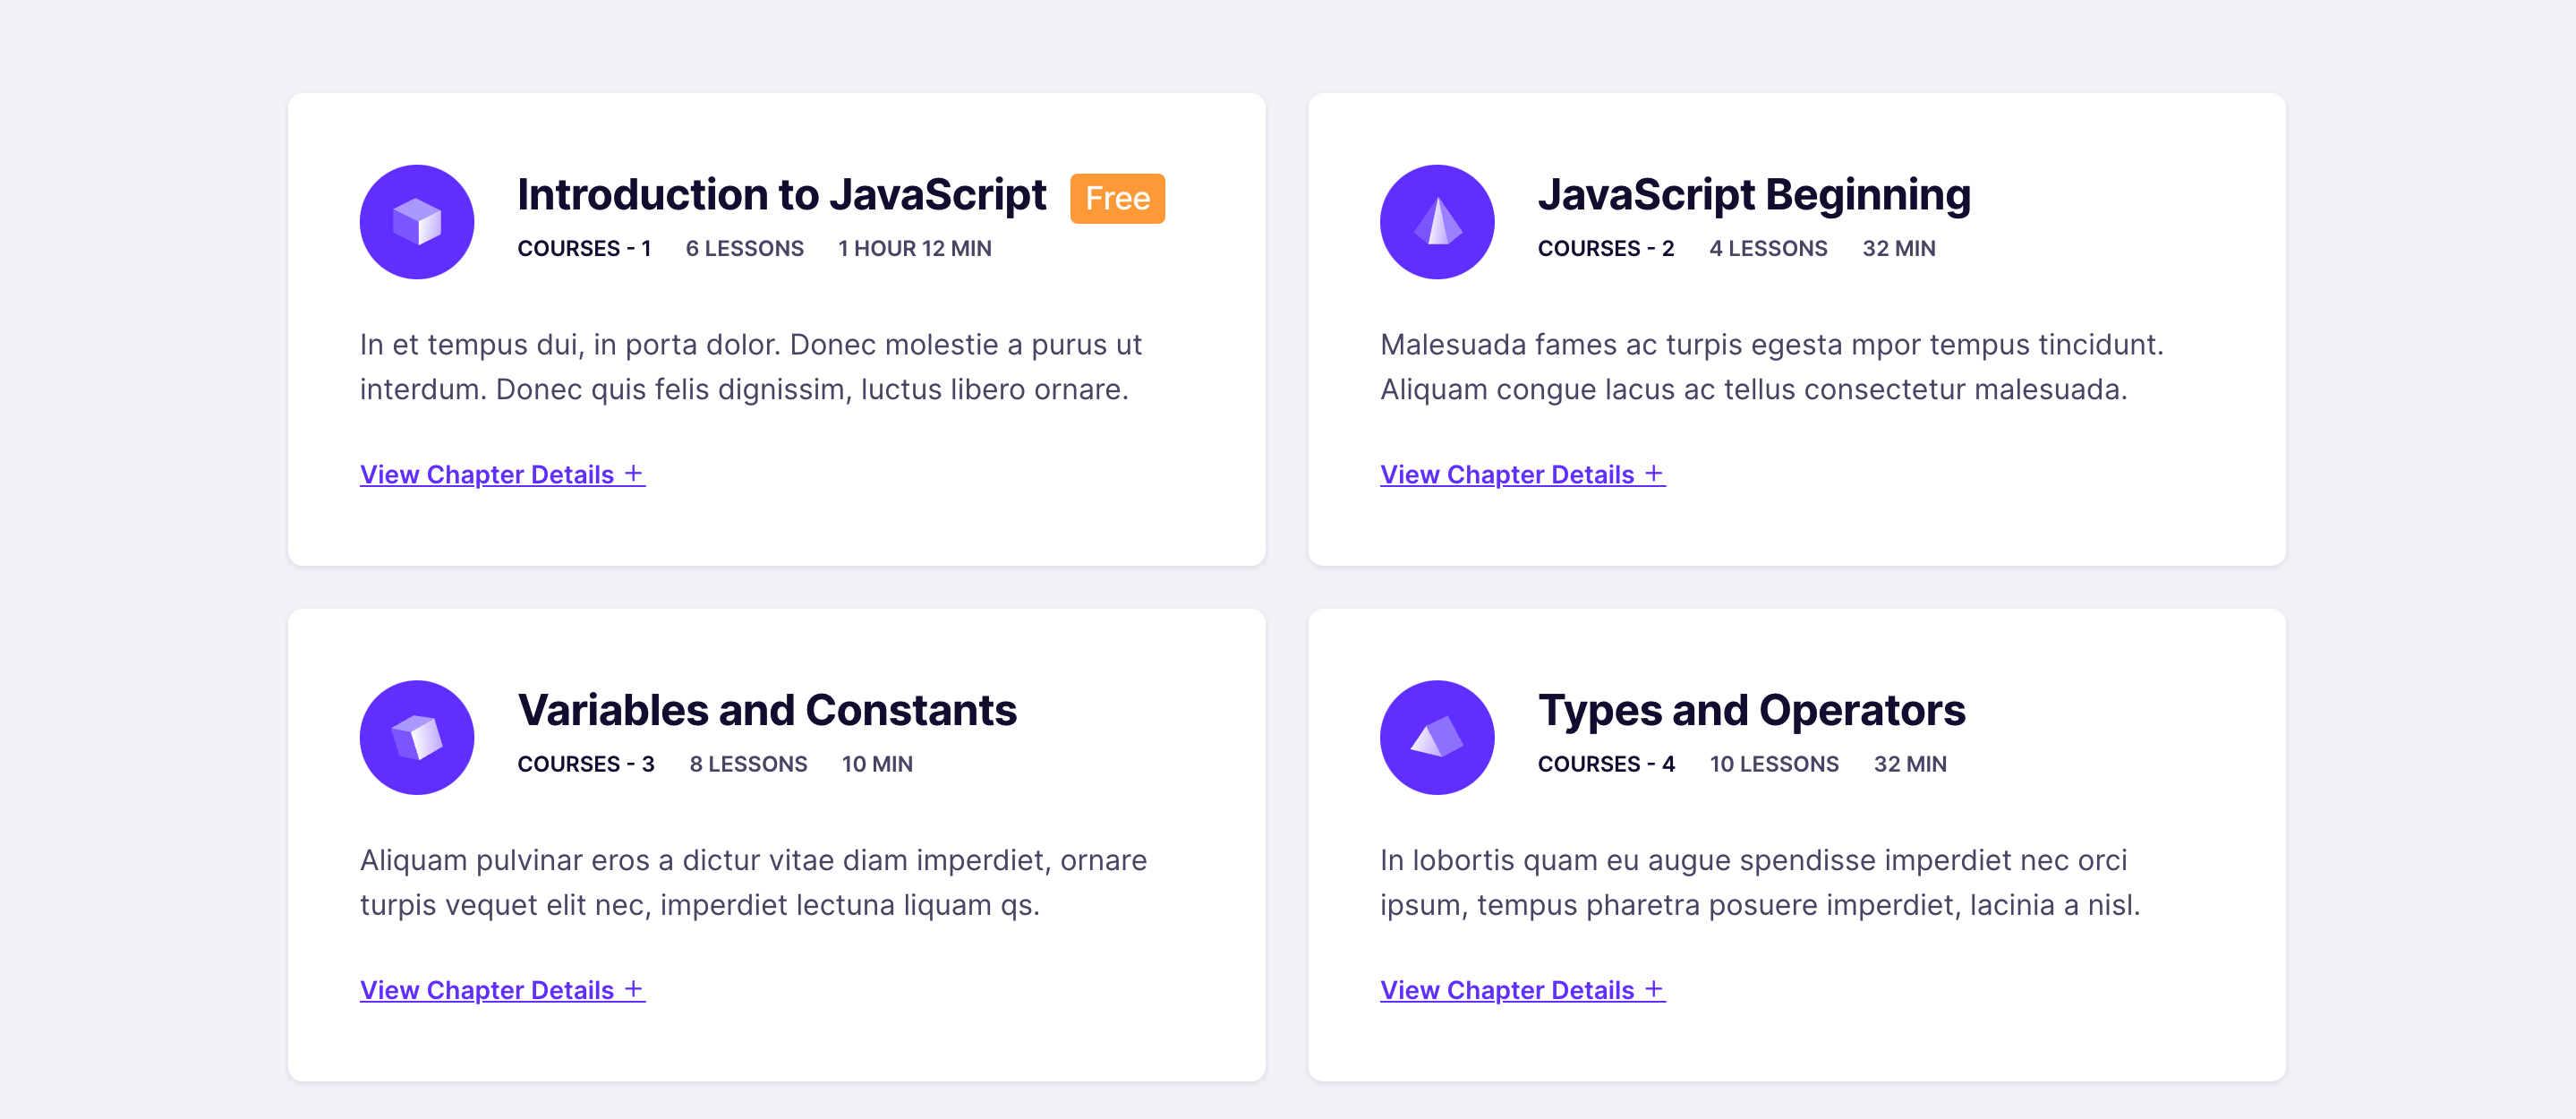 Introduction to JavaScript Free
COURSES - 1 6 LESSONS 1 HOUR 12 MIN
In et tempus dui, in porta dolor. Donec molestie a purus ut
interdum. Donec quis felis dignissim, luctus libero ornare.
View Chapter Details +
JavaScript Beginning
COURSES - 2 4 LESSONS 32 MIN
Malesuada fames ac turpis egesta mpor tempus tincidunt.
Aliquam congue lacus ac tellus consectetur malesuada.
View Chapter Details +
Variables and Constants
COURSES - 3 8 LESSONS 10 MIN
Aliquam pulvinar eros a dictur vitae diam imperdiet, ornare
turpis vequet elit nec, imperdiet lectuna liquam qs.
View Chapter Details +
Types and Operators
COURSES - 4 10 LESSONS 32 MIN
In lobortis quam eu augue spendisse imperdiet nec orci
ipsum, tempus pharetra posuere imperdiet, lacinia a nisl.
View Chapter Details +